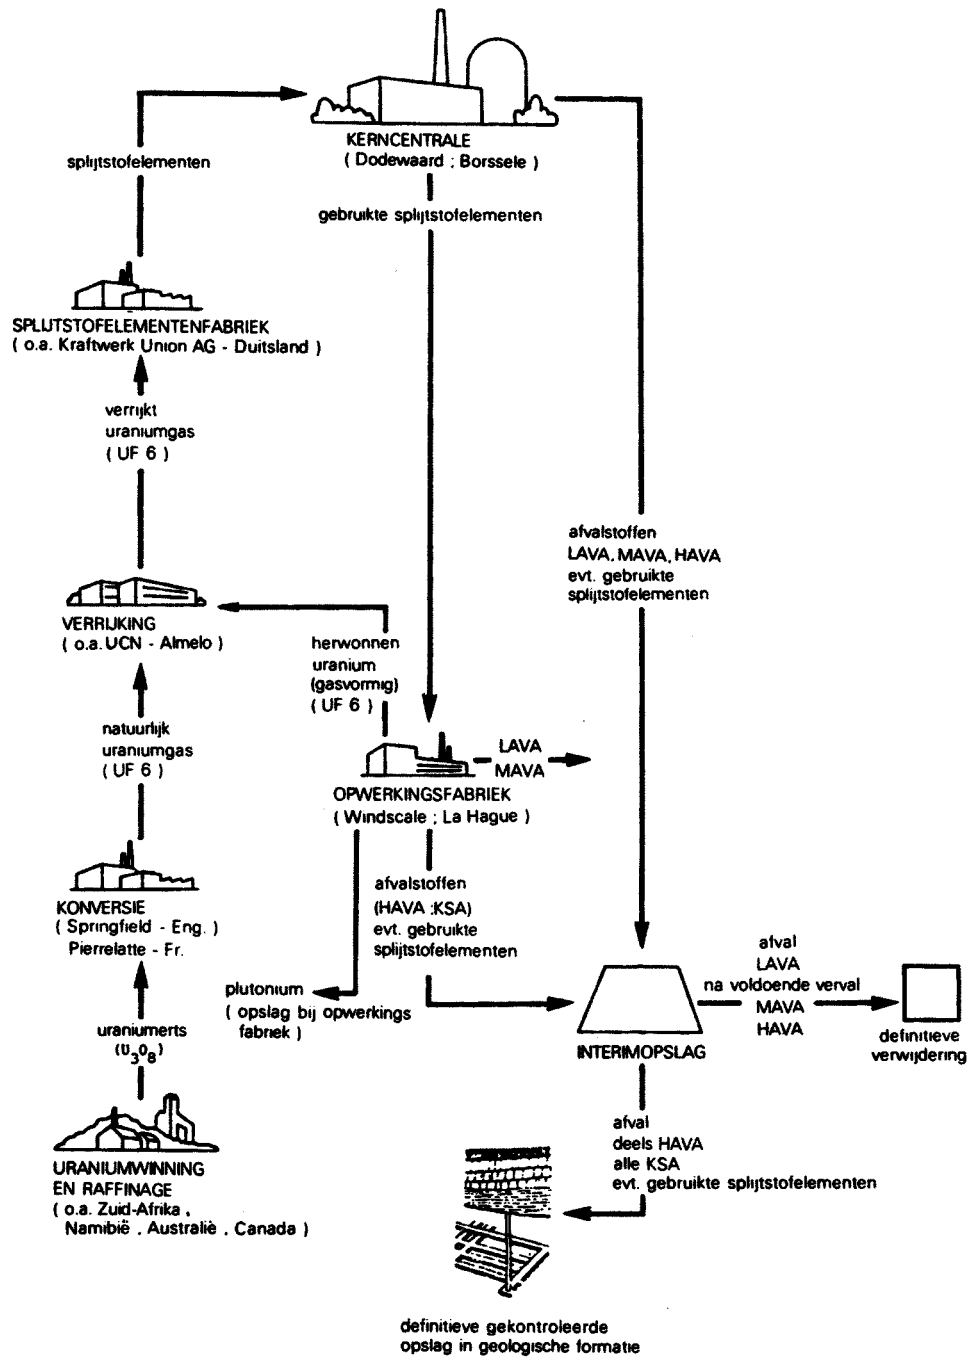 KERNCENTRALE
( Dodewaard ; Borssele )
splijtstofelementen
gebruikte splijtstofelementen
SPLIJTSTOFELEMENTENFABRIEK
( o.a. Kraftwerk Union AG - Duitsland )
verrijkt
uraniumgas
( UF 6 )
afvalstoffen
LAVA, MAVA, HAVA
evt. gebruikte
splijtstofelementen
VERRIJKING
( o.a. UCN - Almelo )
herwonnen
uranium
(gasvormig)
( UF 6 )
natuurlijk
uraniumgas
( UF 6 )
LAVA
MAVA
OPWERKINGSFABRIEK
( Windscale ; La Hague )
afvalstoffen
(HAVA ;KSA)
evt. gebruikte
splijtstofelementen
KONVERSIE
( Springfield - Eng. )
Pierrelatte - Fr.
afval
LAVA
na voldoende verval
MAVA
HAVA
plutonium
( opslag bij opwerkings
fabriek )
uraniumerts
(U3O8)
INTERIMOPSLAG
definitieve
verwijdering
URANIUMWINNING
EN RAFFINAGE
( o.a. Zuid-Afrika ,
Namibië , Australië , Canada )
afval
deels HAVA
alle KSA
evt. gebruikte splijtstofelementen
definitieve gekontroleerde
opslag in geologische formatie